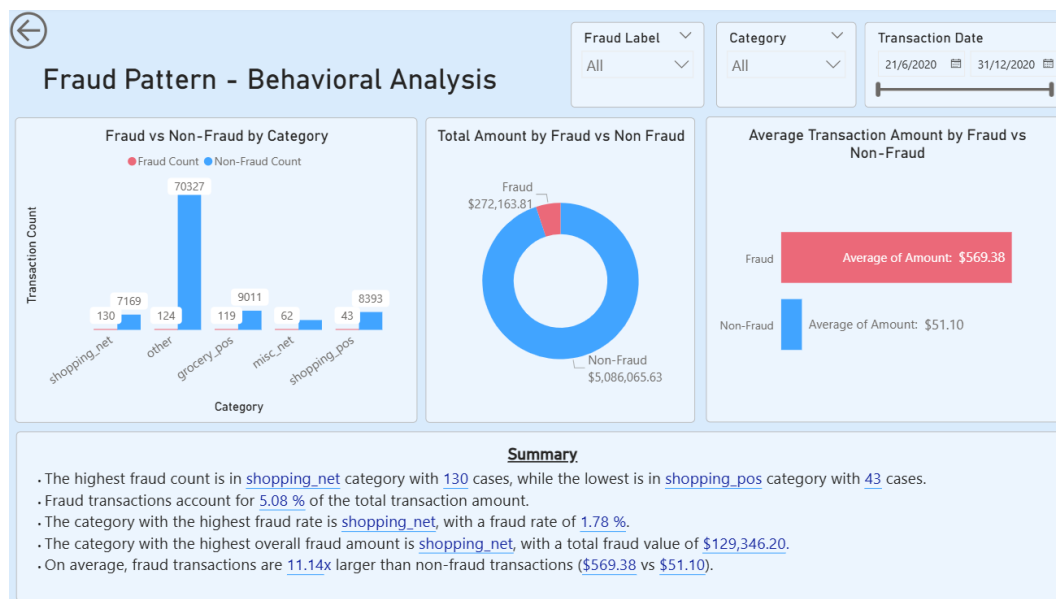 Fraud Pattern - Behavioral Analysis
Fraud Label
All
Category
All
Transaction Date
21/6/2020
31/12/2020
Fraud vs Non-Fraud by Category
Fraud Count Non-Fraud Count
Transaction Count
130
7169
124
70327
119
9011
62
43
8393
shopping_net
other
grocery_pos
misc_net
shopping_pos
Category
Total Amount by Fraud vs Non Fraud
Fraud
$272,163.81
Non-Fraud
$5,086,065.63
Average Transaction Amount by Fraud vs
Non-Fraud
Fraud
Average of Amount: $569.38
Non-Fraud
Average of Amount: $51.10
Summary
• The highest fraud count is in shopping_net category with 130 cases, while the lowest is in shopping_pos category with 43 cases.
• Fraud transactions account for 5.08 % of the total transaction amount.
• The category with the highest fraud rate is shopping_net, with a fraud rate of 1.78 %.
• The category with the highest overall fraud amount is shopping_net, with a total fraud value of $129,346.20.
• On average, fraud transactions are 11.14x larger than non-fraud transactions ($569.38 vs $51.10).